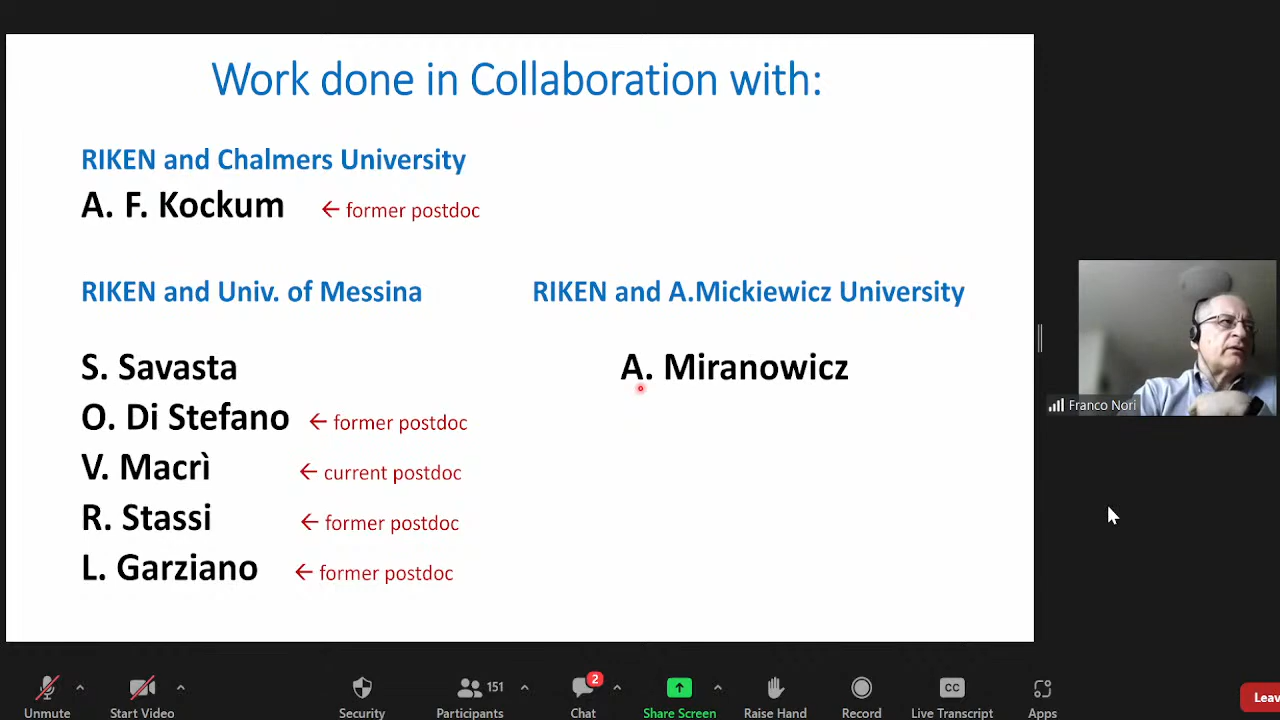 Work done in Collaboration with:
RIKEN and Chalmers University
A. F. Kockum ← former postdoc
RIKEN and Univ. of Messina
RIKEN and A.Mickiewicz University
S. Savasta
A. Miranowicz
O. Di Stefano ← former postdoc
V. Macrì ← current postdoc
R. Stassi ← former postdoc
L. Garziano ← former postdoc
Franco Nori
Unmute
Start Video
Security
151
Participants
2
Chat
Share Screen
Raise Hand
Record
CC
Live Transcript
Apps
Leav